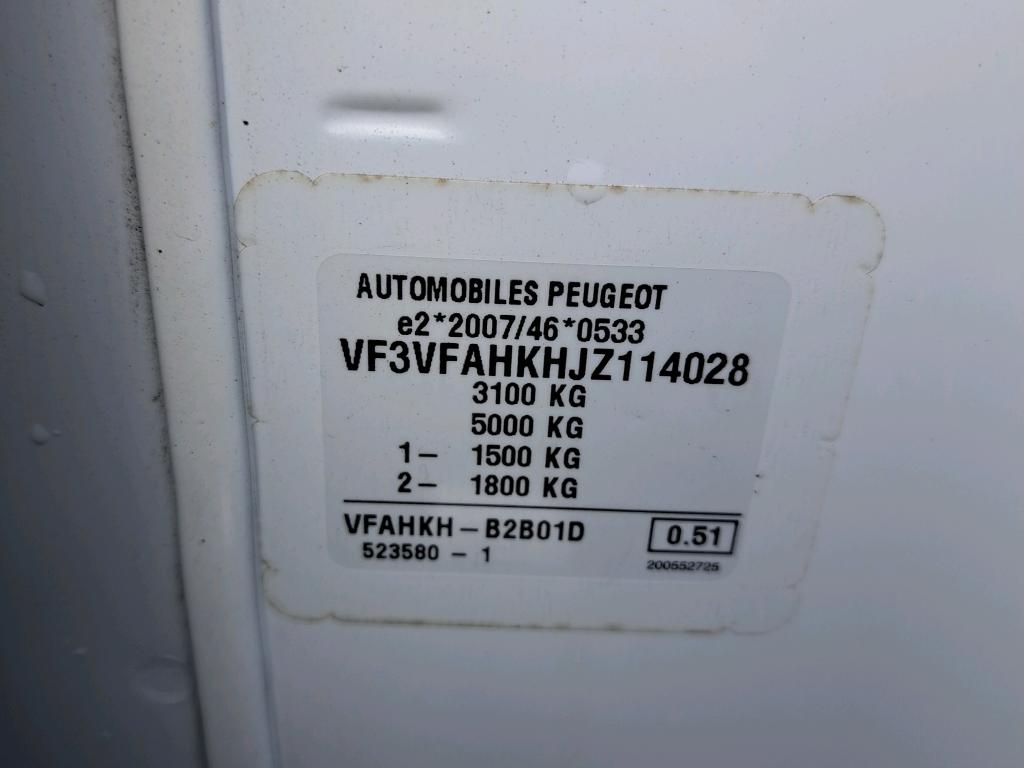 AUTOMOBILES PEUGEOT
e2*2007/46*0533
VF3VFAHKHJZ114028
3100 KG
5000 KG
1- 1500 KG
2- 1800 KG
VFAHKH-B2B01D 0.51
523580 - 1 200552725